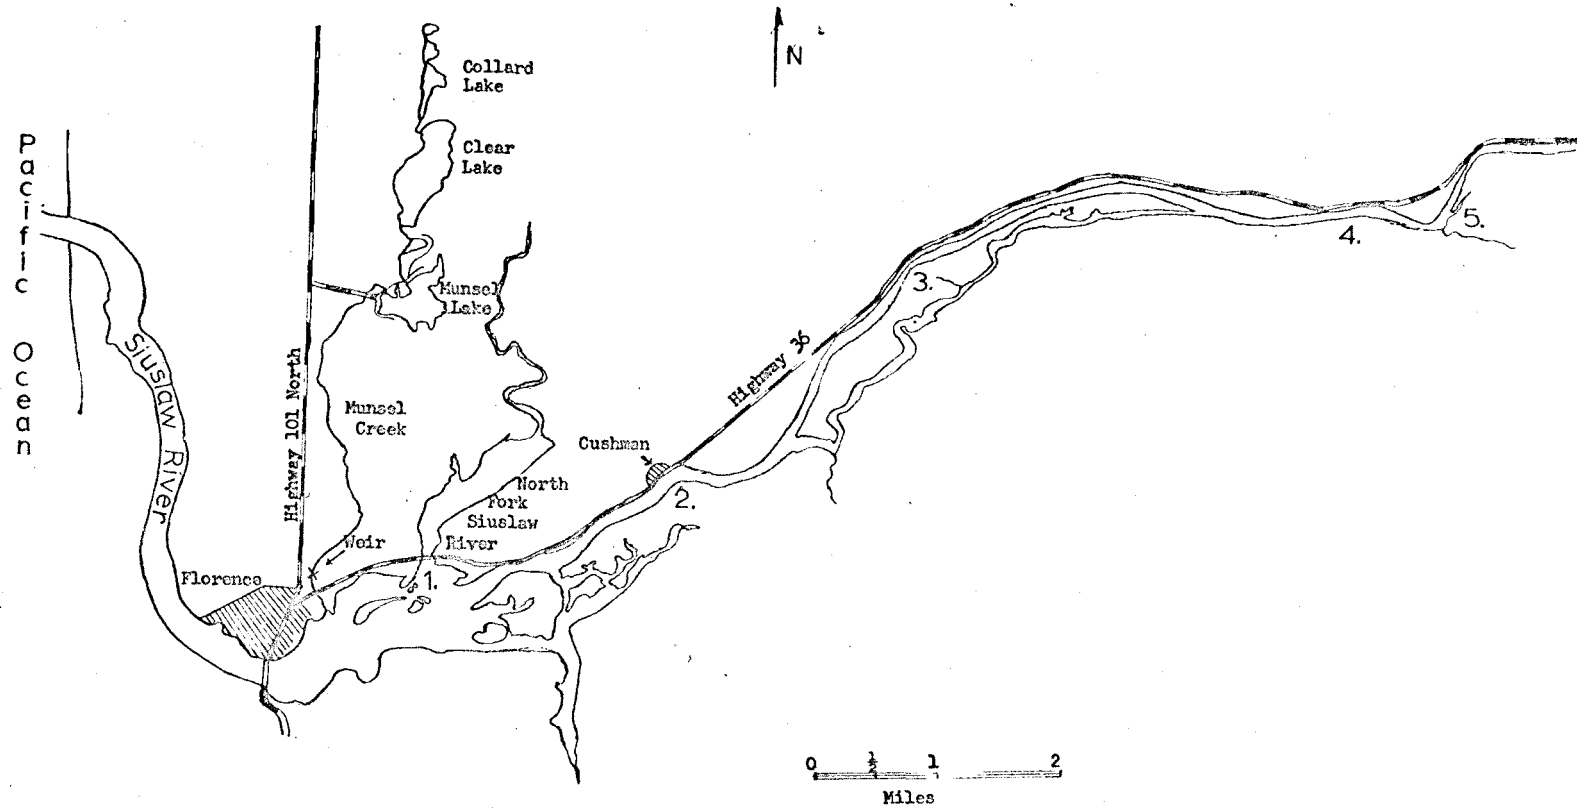 N
Collard
Lake
Clear
Lake
Pacific Ocean
Munsel
Lake
Siuslaw River
Highway 101 North
Highway 36
Munsel
Creek
Cushman
North
Fork
Siuslaw
River
Weir
Florence
1.
2.
3.
4.
5.
0 ½ 1 2
Miles